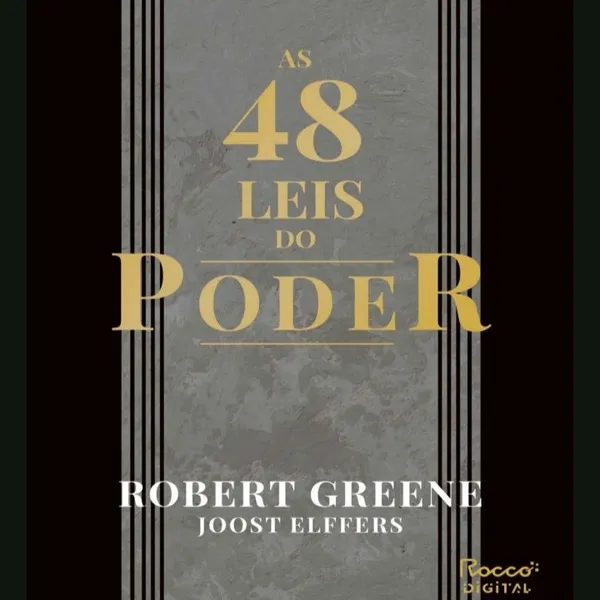 AS
48
LEIS
DO
PODER
ROBERT GREENE
JOOST ELFFERS
Rocco
DIGITAL